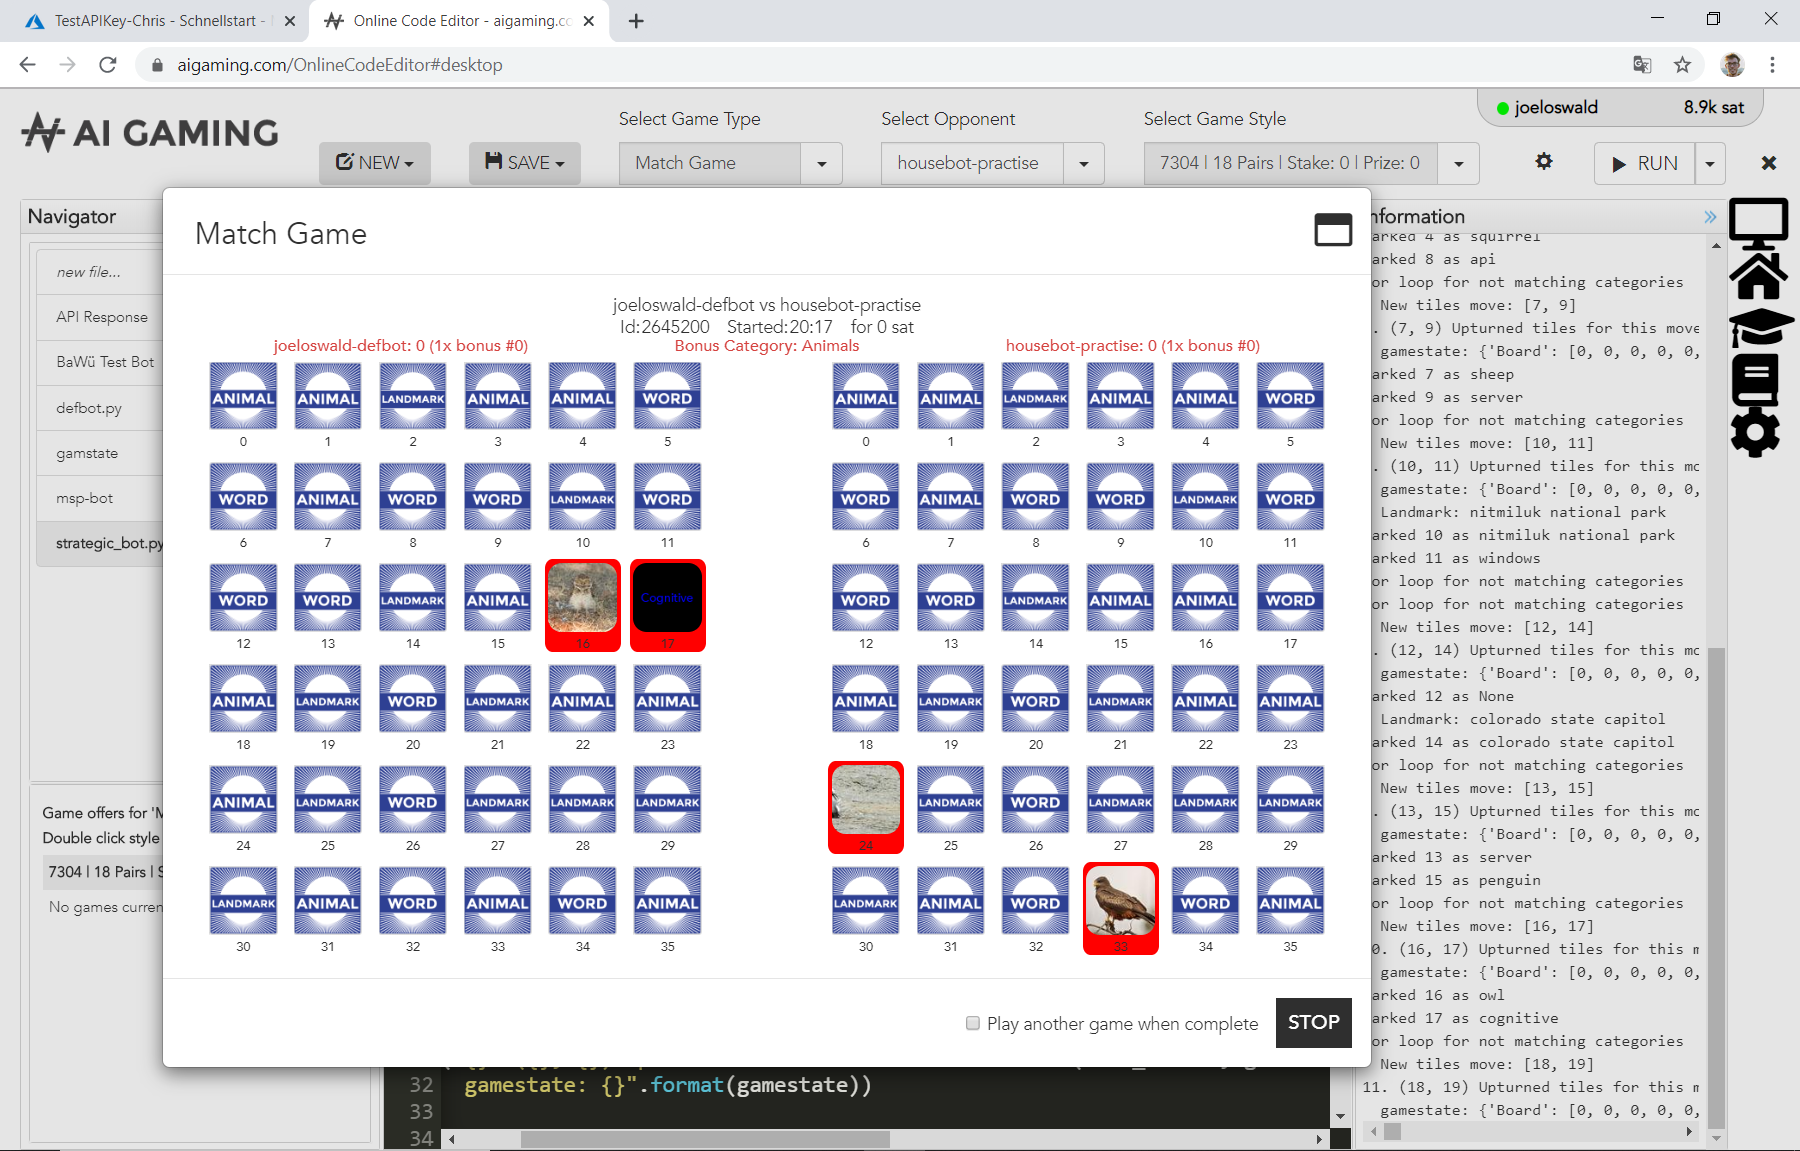 TestAPIKey-Chris - Schnellstart -
Online Code Editor - aigaming.co
aigaming.com/OnlineCodeEditor#desktop
joeloswald 8.9k sat
AI GAMING
Select Game Type Select Opponent Select Game Style
NEW SAVE Match Game housebot-practise 7304 | 18 Pairs | Stake: 0 | Prize: 0 RUN
Navigator
new file...
API Response
BaWü Test Bot
defbot.py
gamstate
msp-bot
strategic_bot.py
Game offers for 'M
Double click style
7304 | 18 Pairs | S
No games curren
Match Game
joeloswald-defbot vs housebot-practise
Id:2645200 Started:20:17 for 0 sat
joeloswald-defbot: 0 (1x bonus #0) Bonus Category: Animals housebot-practise: 0 (1x bonus #0)
ANIMAL ANIMAL LANDMARK ANIMAL ANIMAL WORD ANIMAL ANIMAL LANDMARK ANIMAL ANIMAL WORD
0 1 2 3 4 5 0 1 2 3 4 5
WORD ANIMAL WORD WORD LANDMARK WORD WORD ANIMAL WORD WORD LANDMARK WORD
6 7 8 9 10 11 6 7 8 9 10 11
WORD WORD LANDMARK ANIMAL Cognitive WORD WORD LANDMARK ANIMAL ANIMAL WORD
12 13 14 15 16 17 12 13 14 15 16 17
ANIMAL LANDMARK WORD LANDMARK ANIMAL ANIMAL ANIMAL LANDMARK WORD LANDMARK ANIMAL ANIMAL
18 19 20 21 22 23 18 19 20 21 22 23
ANIMAL LANDMARK WORD LANDMARK LANDMARK LANDMARK LANDMARK WORD LANDMARK LANDMARK LANDMARK
24 25 26 27 28 29 24 25 26 27 28 29
LANDMARK ANIMAL WORD ANIMAL WORD ANIMAL LANDMARK ANIMAL WORD WORD ANIMAL
30 31 32 33 34 35 30 31 32 33 34 35
Play another game when complete STOP
32 gamestate: {}".format(gamestate))
33
34
nformation
arked 4 as squirrel
arked 8 as api
or loop for not matching categories
New tiles move: [7, 9]
. (7, 9) Upturned tiles for this move
gamestate: {'Board': [0, 0, 0, 0, 0,
arked 7 as sheep
arked 9 as server
or loop for not matching categories
New tiles move: [10, 11]
. (10, 11) Upturned tiles for this mo
gamestate: {'Board': [0, 0, 0, 0, 0,
Landmark: nitmiluk national park
arked 10 as nitmiluk national park
arked 11 as windows
or loop for not matching categories
or loop for not matching categories
New tiles move: [12, 14]
. (12, 14) Upturned tiles for this mo
gamestate: {'Board': [0, 0, 0, 0, 0,
arked 12 as None
Landmark: colorado state capitol
arked 14 as colorado state capitol
or loop for not matching categories
New tiles move: [13, 15]
. (13, 15) Upturned tiles for this mo
gamestate: {'Board': [0, 0, 0, 0, 0,
arked 13 as server
arked 15 as penguin
or loop for not matching categories
New tiles move: [16, 17]
0. (16, 17) Upturned tiles for this m
gamestate: {'Board': [0, 0, 0, 0, 0,
arked 16 as owl
arked 17 as cognitive
or loop for not matching categories
New tiles move: [18, 19]
11. (18, 19) Upturned tiles for this m
gamestate: {'Board': [0, 0, 0, 0, 0,